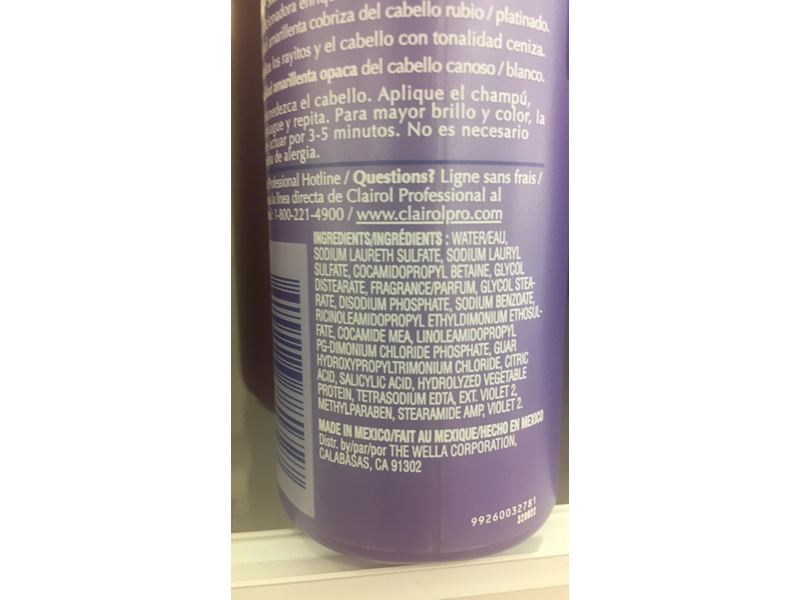 amarillenta cobriza del cabello rubio / platinado.
los rayitos y el cabello con tonalidad ceniza.
amarillenta opaca del cabello canoso / blanco.
el cabello. Aplique el champú,
y repita. Para mayor brillo y color, la
actuar por 3-5 minutos. No es necesario
de alergia.
Professional Hotline / Questions? Ligne sans frais /
la línea directa de Clairol Professional al
1-800-221-4900 / www.clairolpro.com
INGREDIENTS/INGRÉDIENTS : WATER/EAU,
SODIUM LAURETH SULFATE, SODIUM LAURYL
SULFATE, COCAMIDOPROPYL BETAINE, GLYCOL
DISTEARATE, FRAGRANCE/PARFUM, GLYCOL STEA-
RATE, DISODIUM PHOSPHATE, SODIUM BENZOATE,
RICINOLEAMIDOPROPYL ETHYLDIMONIUM ETHOSUL-
FATE, COCAMIDE MEA, LINOLEAMIDOPROPYL
PG-DIMONIUM CHLORIDE PHOSPHATE, GUAR
HYDROXYPROPYLTRIMONIUM CHLORIDE, CITRIC
ACID, SALICYLIC ACID, HYDROLYZED VEGETABLE
PROTEIN, TETRASODIUM EDTA, EXT. VIOLET 2,
METHYLPARABEN, STEARAMIDE AMP, VIOLET 2
MADE IN MEXICO/FAIT AU MEXIQUE/HECHO EN MEXICO
Distr. by/par/por THE WELLA CORPORATION,
CALABASAS, CA 91302
99260032781